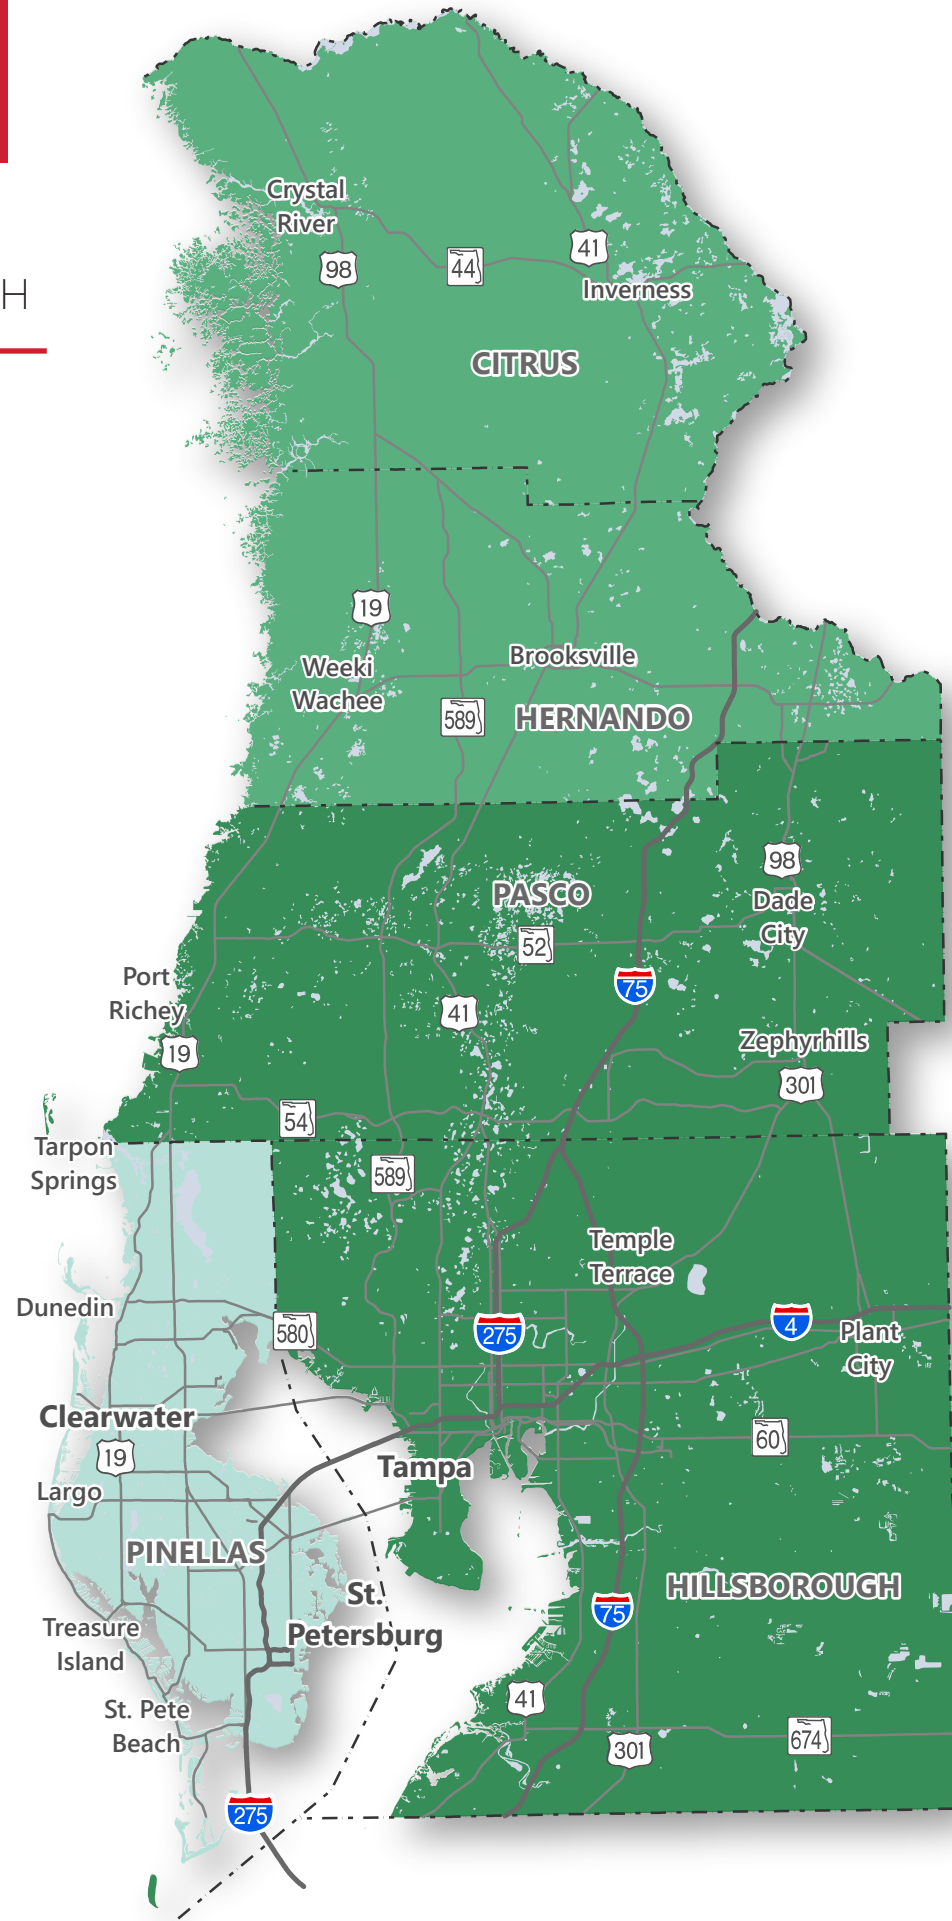 Crystal
River
H
98
44
41
Inverness
CITRUS
19
Weeki
Wachee
Brooksville
589
HERNANDO
98
PASCO
Dade
City
52
Port
Richey
75
41
19
Zephyrhills
301
54
Tarpon
Springs
589
Temple
Terrace
Dunedin
580
275
4
Plant
City
Clearwater
19
60
Tampa
Largo
PINELLAS
HILLSBOROUGH
St.
Petersburg
75
Treasure
Island
41
St. Pete
Beach
301
674
275